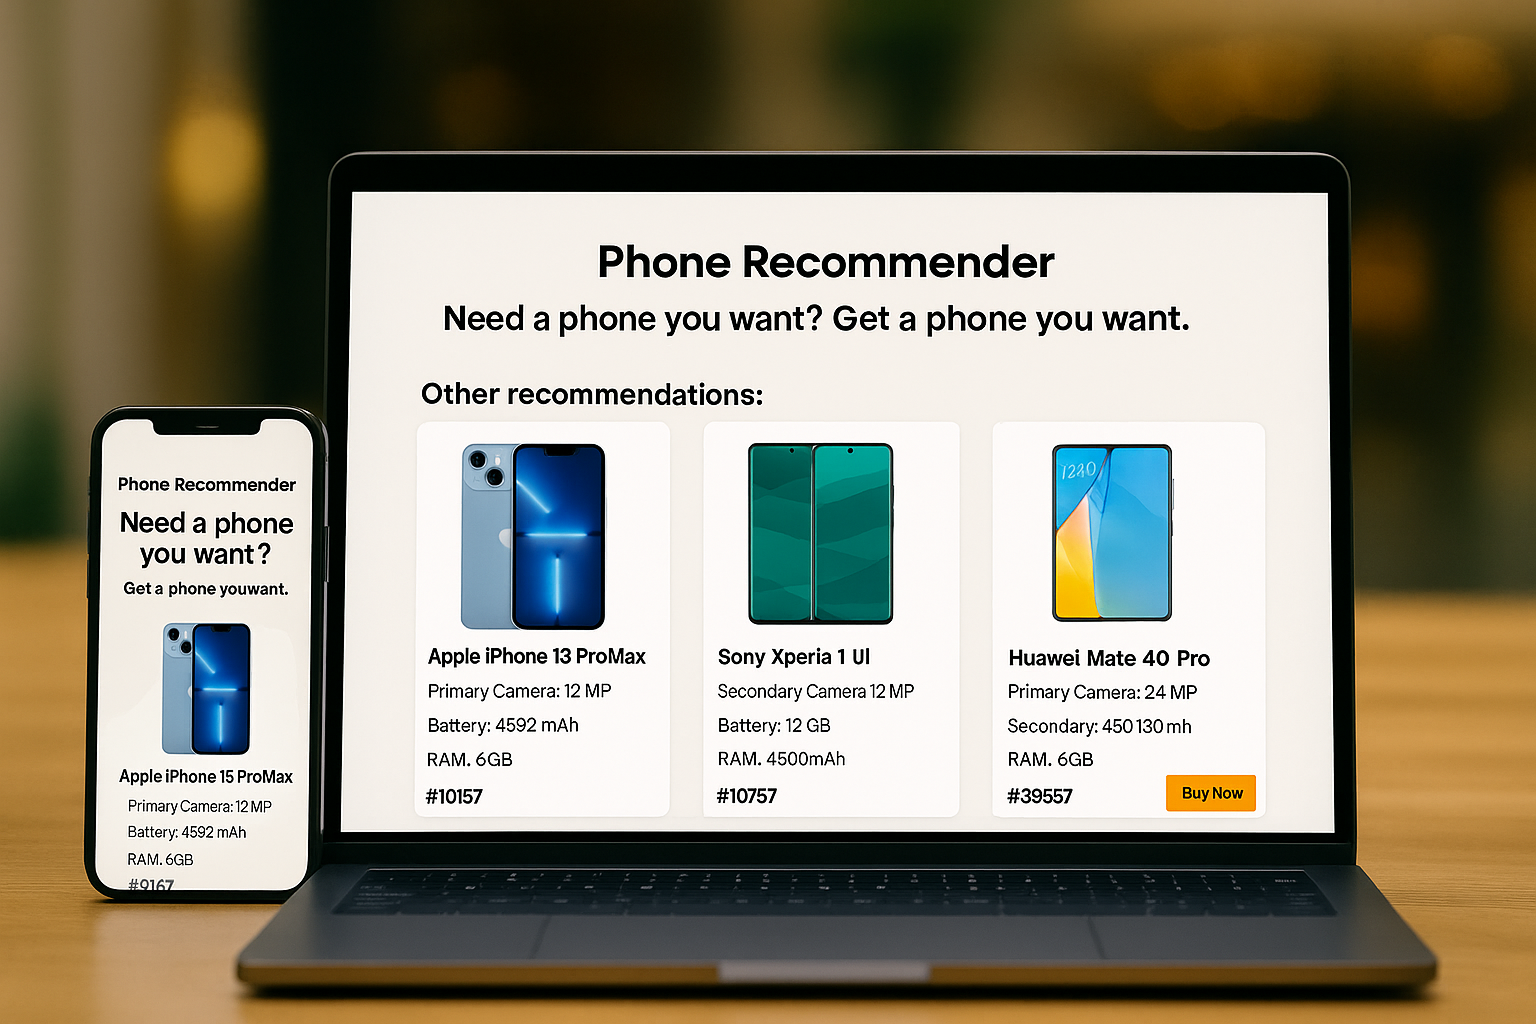 Phone Recommender
Need a phone you want? Get a phone you want.
Other recommendations:
Apple iPhone 13 ProMax
Primary Camera: 12 MP
Battery: 4592 mAh
RAM. 6GB
#10157
Sony Xperia 1 UI
Secondary Camera 12 MP
Battery: 12 GB
RAM. 4500mAh
#10757
1240
Huawei Mate 40 Pro
Primary Camera: 24 MP
Secondary: 450130mh
RAM. 6GB
#39557
Buy Now
Phone Recommender
Need a phone
you want?
Get a phone youwant.
Apple iPhone 15 ProMax
Primary Camera: 12 MP
Battery: 4592 mAh
RAM. 6GB
#9167